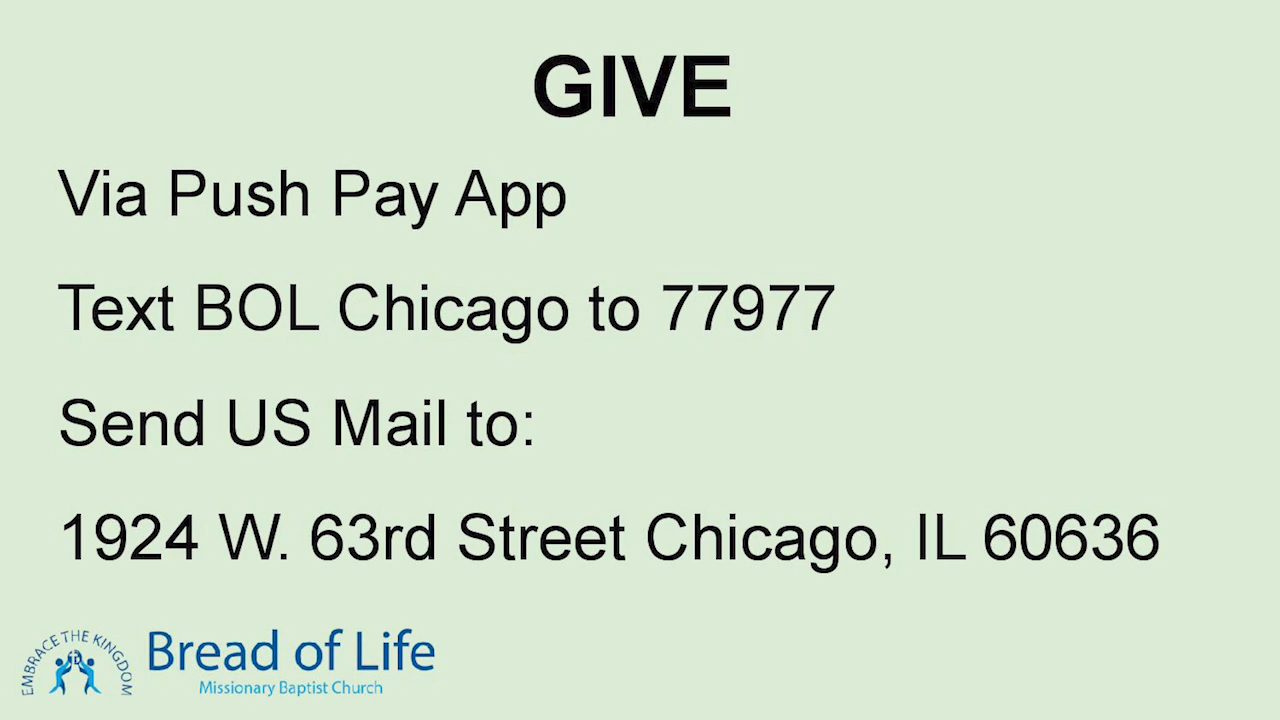 GIVE
Via Push Pay App
Text BOL Chicago to 77977
Send US Mail to:
1924 W. 63rd Street Chicago, IL 60636
EMBRACE THE KINGDOM
Bread of Life
Missionary Baptist Church